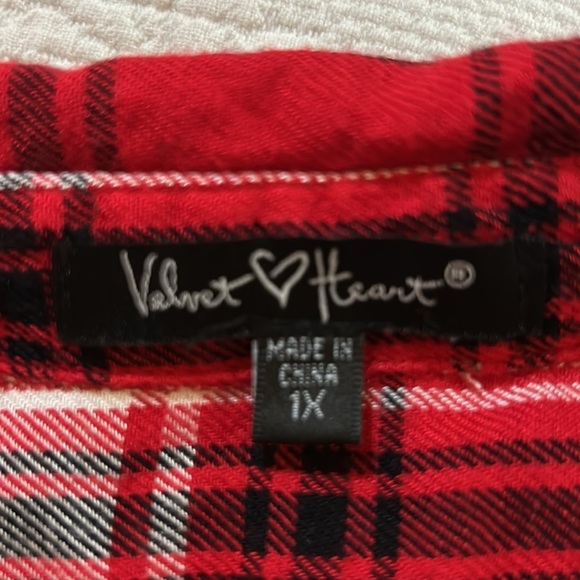 Velvet ♡ Heart®
MADE IN
CHINA
1X